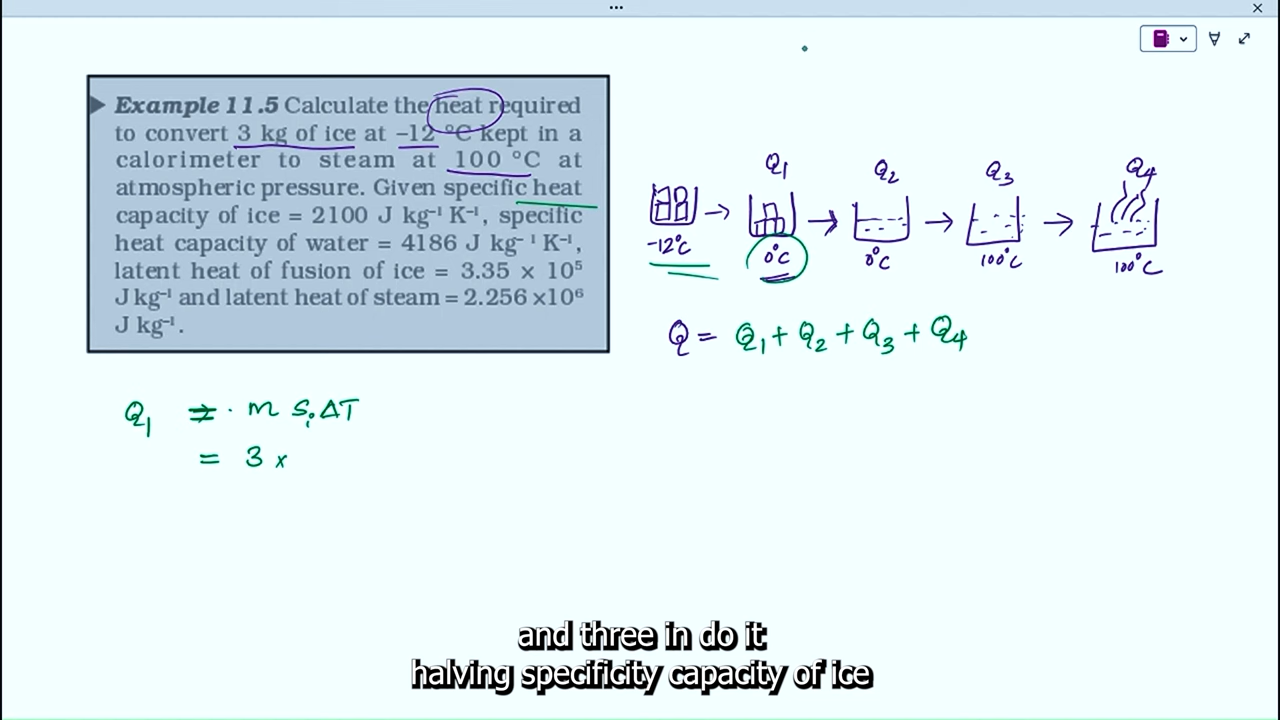 Example 11.5 Calculate the heat required
to convert 3 kg of ice at –12 °C kept in a
calorimeter to steam at 100 °C at
atmospheric pressure. Given specific heat
capacity of ice = 2100 J kg⁻¹ K⁻¹, specific
heat capacity of water = 4186 J kg⁻¹ K⁻¹,
latent heat of fusion of ice = 3.35 × 10⁵
J kg⁻¹ and latent heat of steam = 2.256 ×10⁶
J kg⁻¹.
Q₁ Q₂ Q₃ Q₄
-12°C 0°C 0°C 100°C 100°C
Q = Q₁ + Q₂ + Q₃ + Q₄
Q₁ = m Sᵢ ΔT
= 3 ×
and three in do it
halving specificity capacity of ice